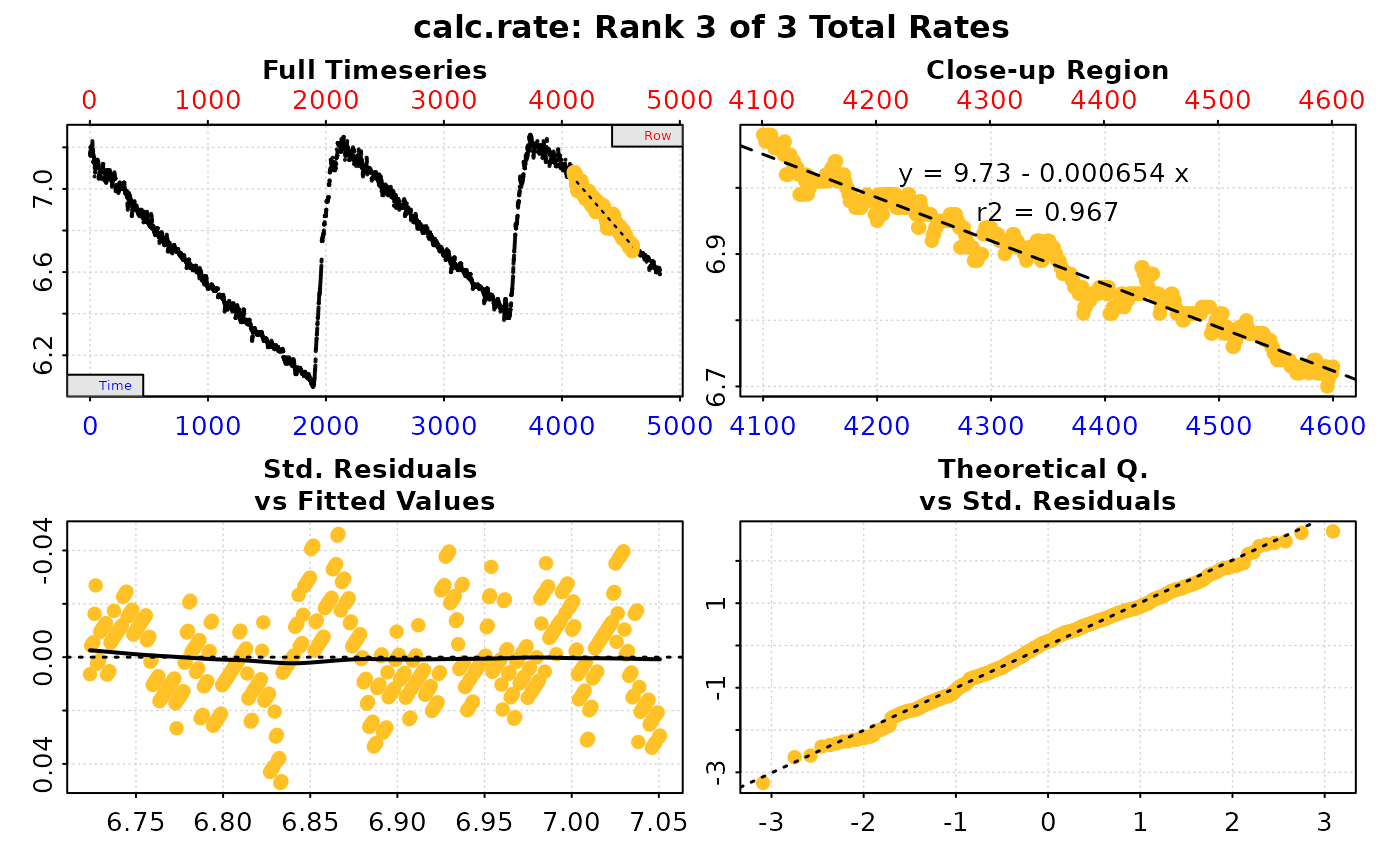 calc.rate: Rank 3 of 3 Total Rates
Full Timeseries
0 1000 2000 3000 4000 5000
7.0
6.6
6.2
Row
Time
0 1000 2000 3000 4000 5000
Close-up Region
4100 4200 4300 4400 4500 4600
y = 9.73 - 0.000654 x
r2 = 0.967
6.9
6.7
4100 4200 4300 4400 4500 4600
Std. Residuals
vs Fitted Values
-0.04
0.00
0.04
6.75 6.80 6.85 6.90 6.95 7.00 7.05
Theoretical Q.
vs Std. Residuals
1
-1
-3
-3 -2 -1 0 1 2 3